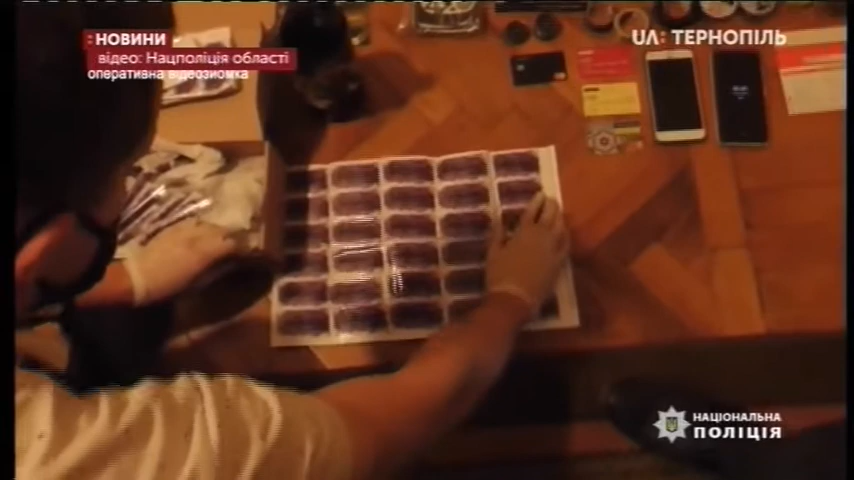 НОВИНИ
відео: Нацполіція області
оперативна відеозйомка
UA: ТЕРНОПІЛЬ
НАЦІОНАЛЬНА
ПОЛІЦІЯ